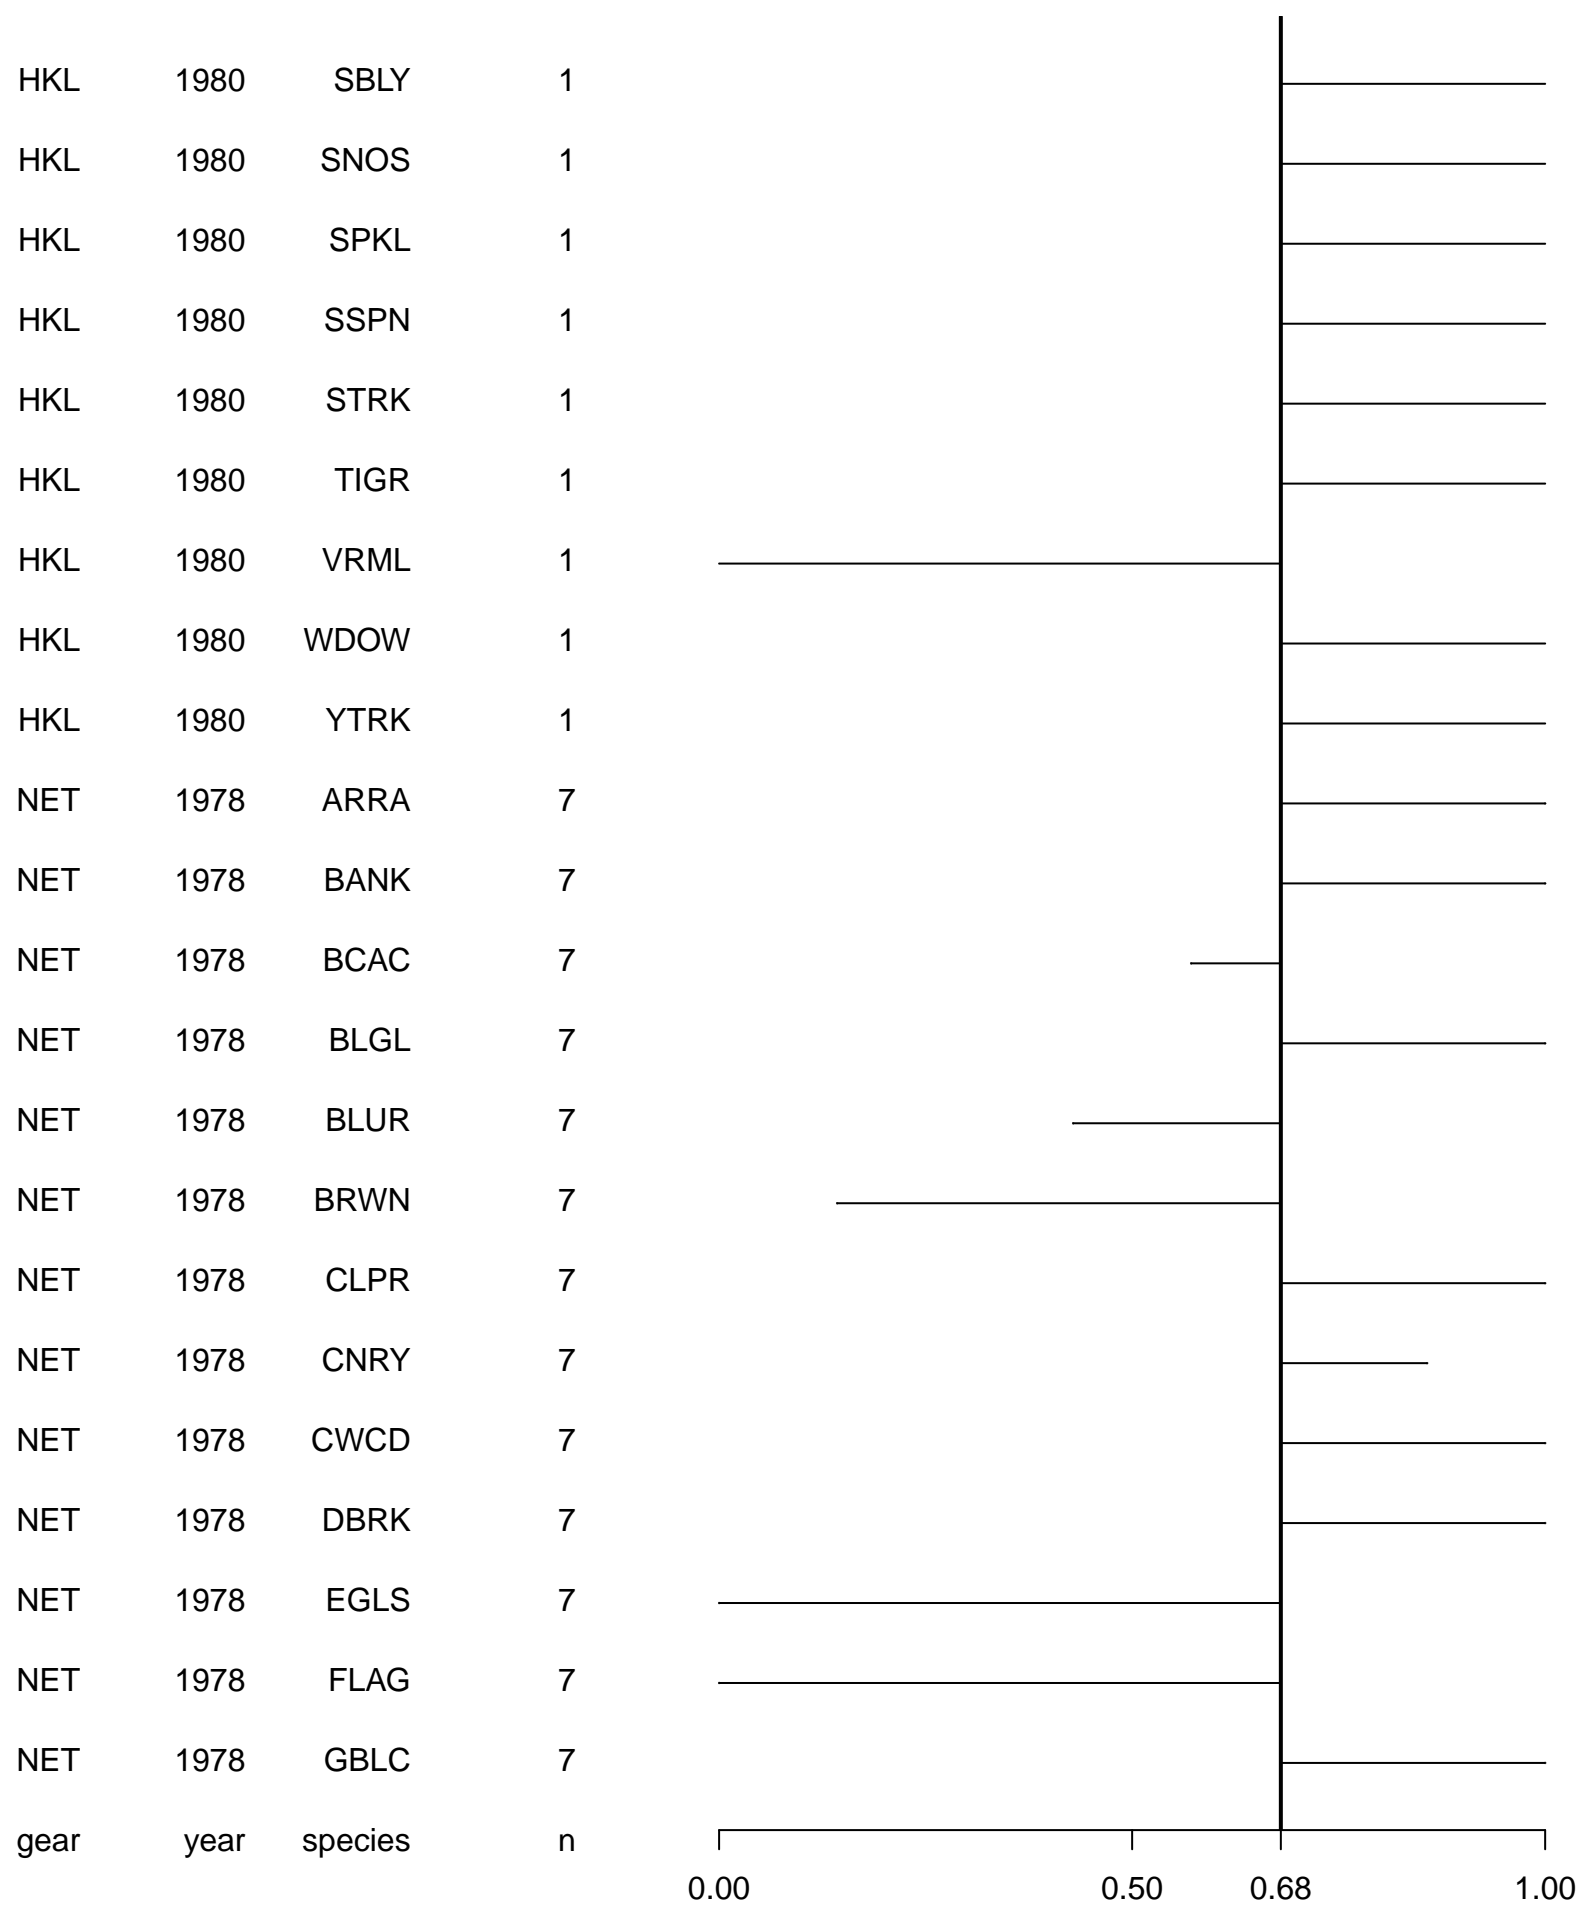 HKL 1980 SBLY 1
HKL 1980 SNOS 1
HKL 1980 SPKL 1
HKL 1980 SSPN 1
HKL 1980 STRK 1
HKL 1980 TIGR 1
HKL 1980 VRML 1
HKL 1980 WDOW 1
HKL 1980 YTRK 1
NET 1978 ARRA 7
NET 1978 BANK 7
NET 1978 BCAC 7
NET 1978 BLGL 7
NET 1978 BLUR 7
NET 1978 BRWN 7
NET 1978 CLPR 7
NET 1978 CNRY 7
NET 1978 CWCD 7
NET 1978 DBRK 7
NET 1978 EGLS 7
NET 1978 FLAG 7
NET 1978 GBLC 7
gear year species n
0.00 0.50 0.68 1.00